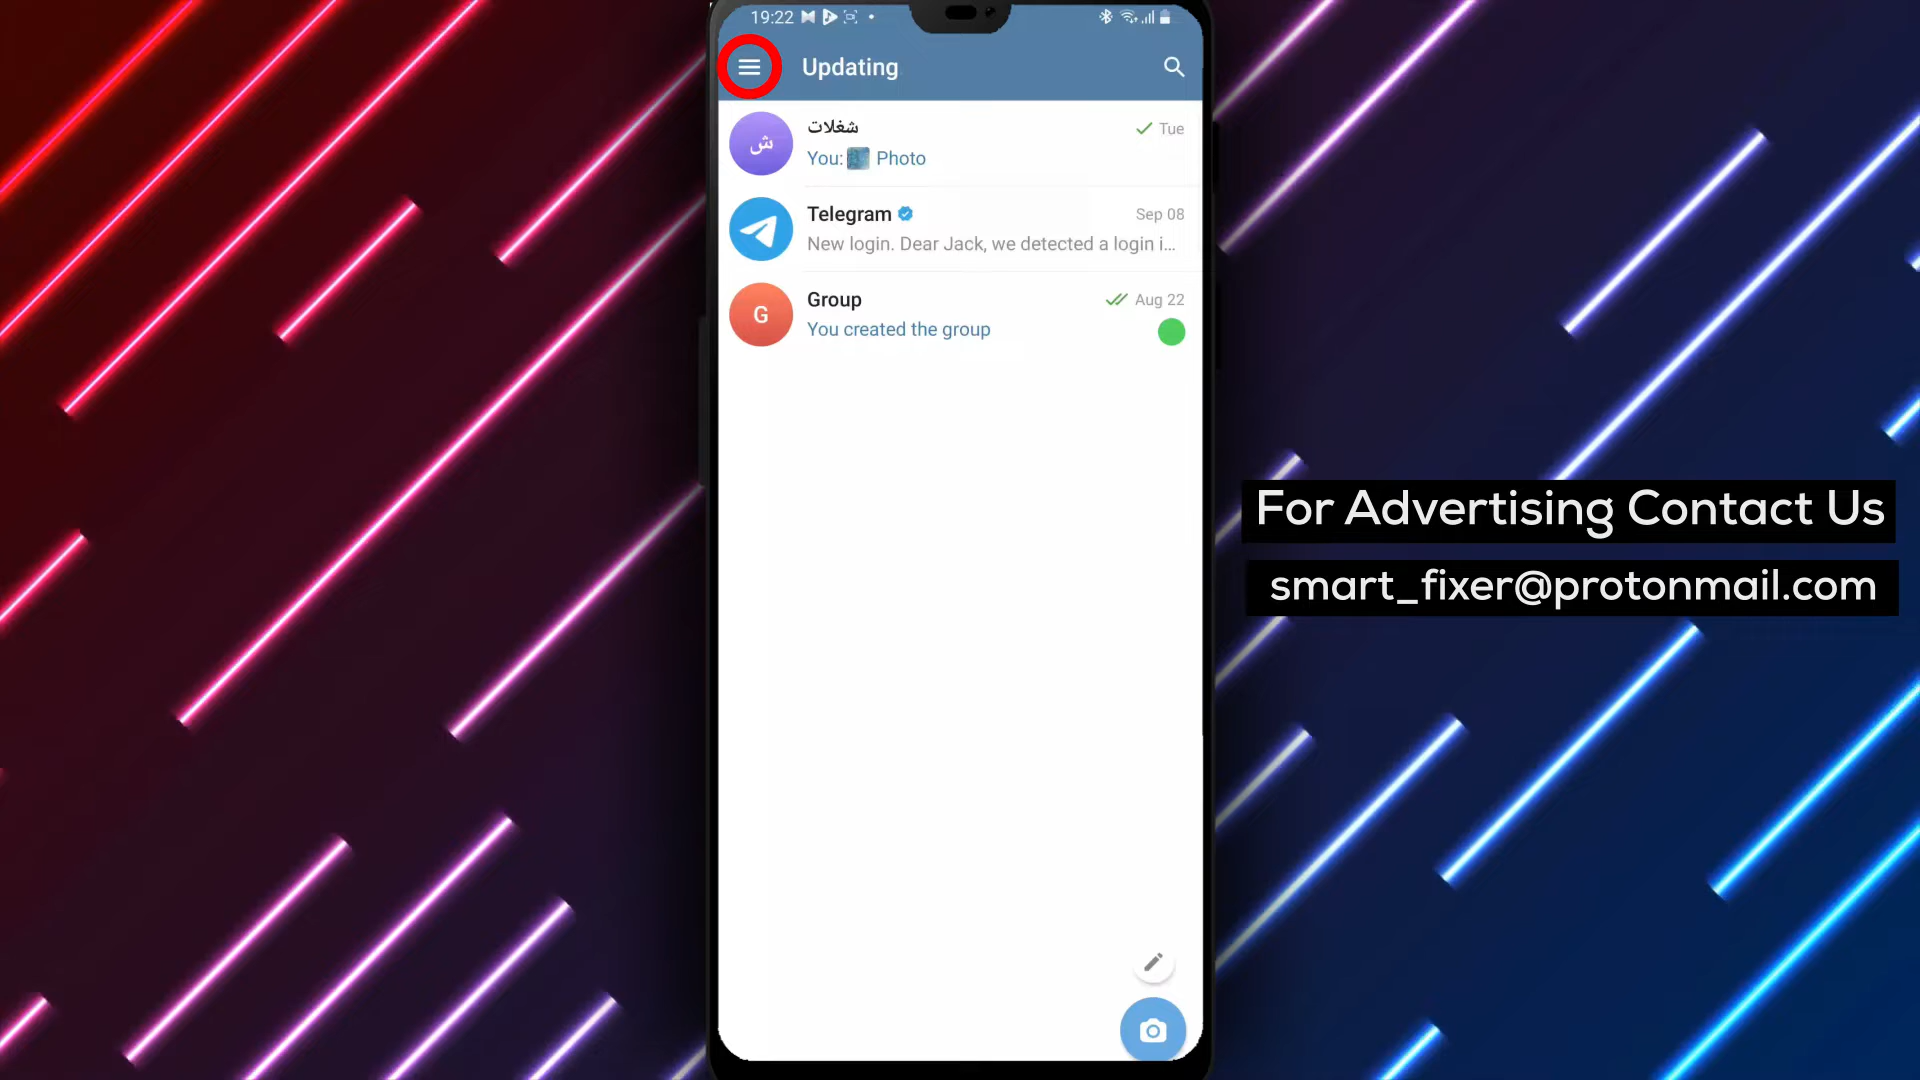 19:22
Updating
ش
شغلات
Tue
You: Photo
Telegram
Sep 08
New login. Dear Jack, we detected a login i...
G
Group
Aug 22
You created the group
For Advertising Contact Us
smart_fixer@protonmail.com